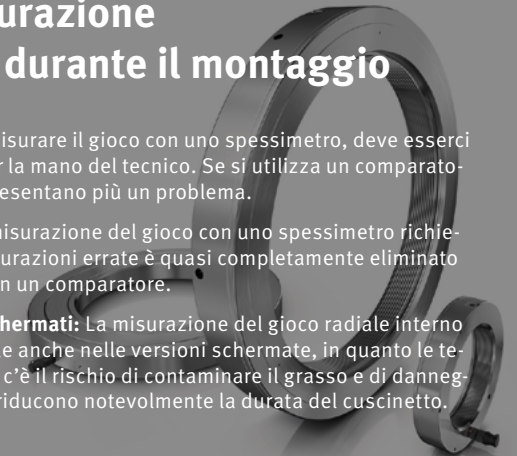 urazione
durante il montaggio
isurare il gioco con uno spessimetro, deve esserci
r la mano del tecnico. Se si utilizza un comparato-
esentano più un problema.
nisurazione del gioco con uno spessimetro richie-
surazioni errate è quasi completamente eliminato
n un comparatore.
hermati: La misurazione del gioco radiale interno
e anche nelle versioni schermate, in quanto le te-
c'è il rischio di contaminare il grasso e di danneg-
riducono notevolmente la durata del cuscinetto.